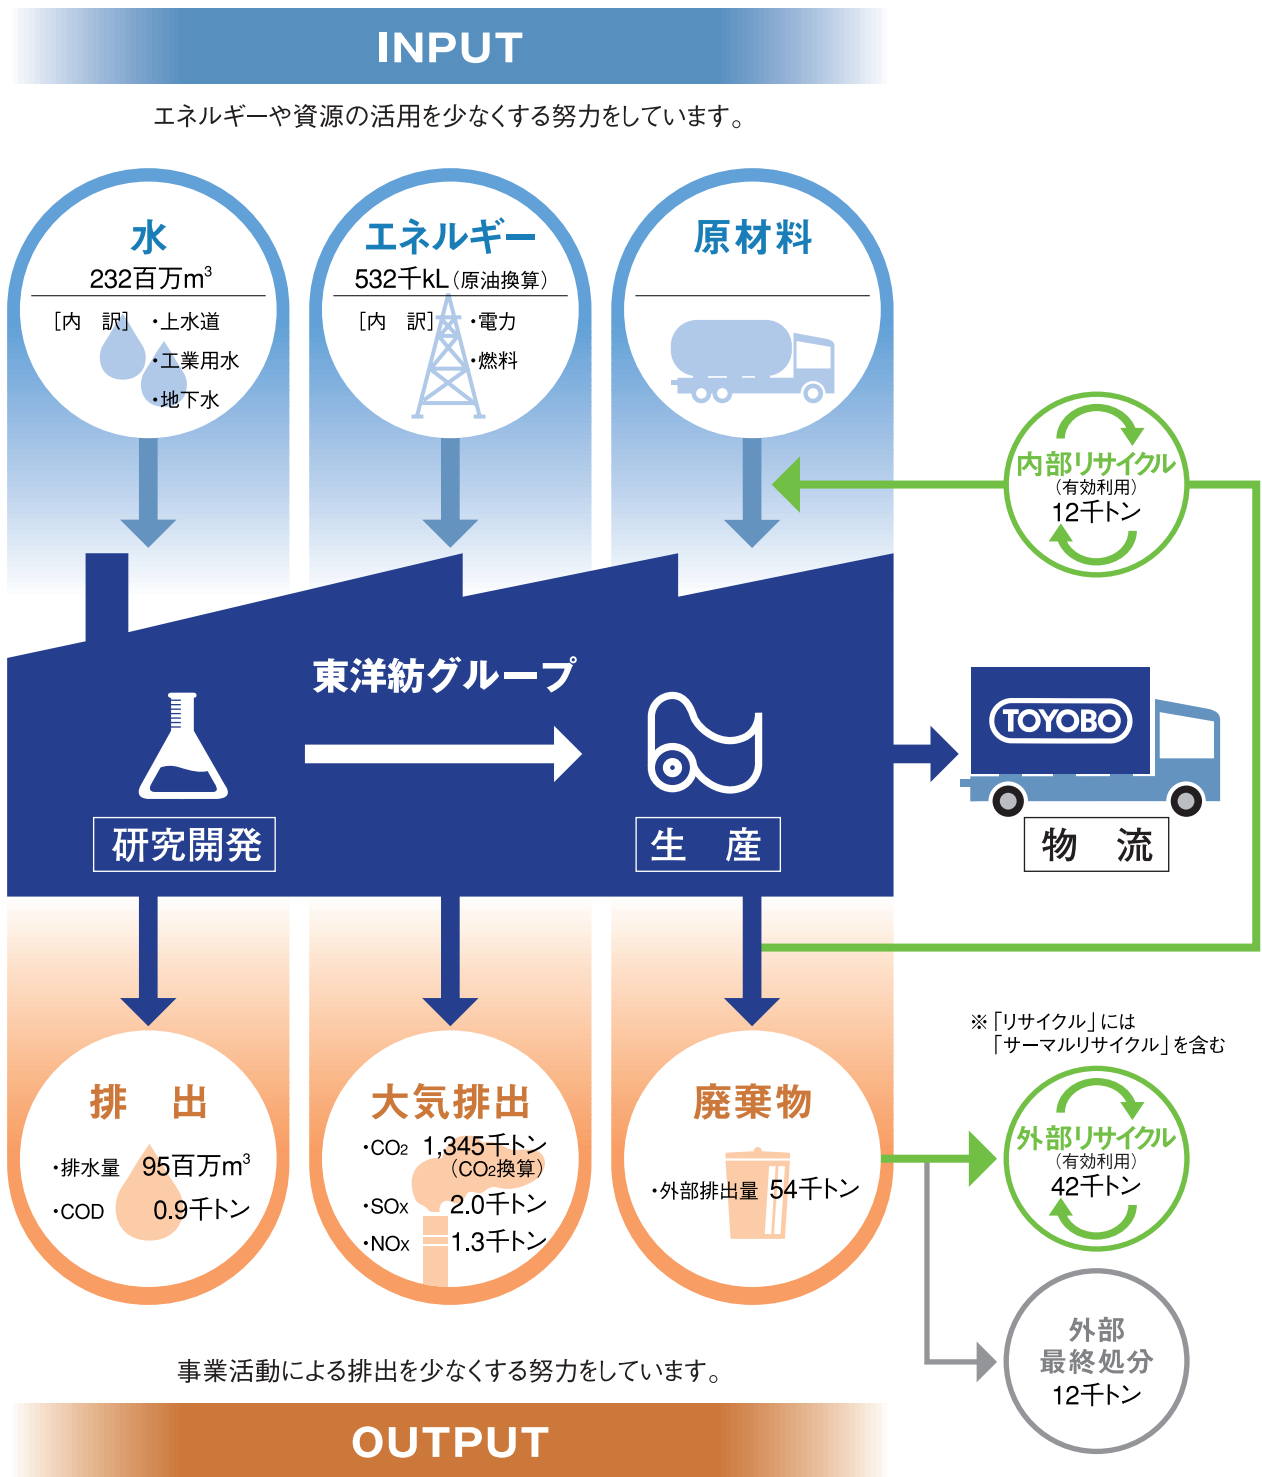 INPUT
エネルギーや資源の活用を少なくする努力をしています。
水
232百万m³
[内　訳]
・上水道
・工業用水
・地下水
エネルギー
532千kL(原油換算)
[内　訳]
・電力
・燃料
原材料
内部リサイクル
(有効利用)
12千トン
東洋紡グループ
研究開発
生　産
TOYOBO
物　流
※「リサイクル」には
「サーマルリサイクル」を含む
排　出
・排水量　95百万m³
・COD　0.9千トン
大気排出
・CO₂　1,345千トン
(CO₂換算)
・SOx　2.0千トン
・NOx　1.3千トン
廃棄物
・外部排出量　54千トン
外部リサイクル
(有効利用)
42千トン
外部
最終処分
12千トン
事業活動による排出を少なくする努力をしています。
OUTPUT